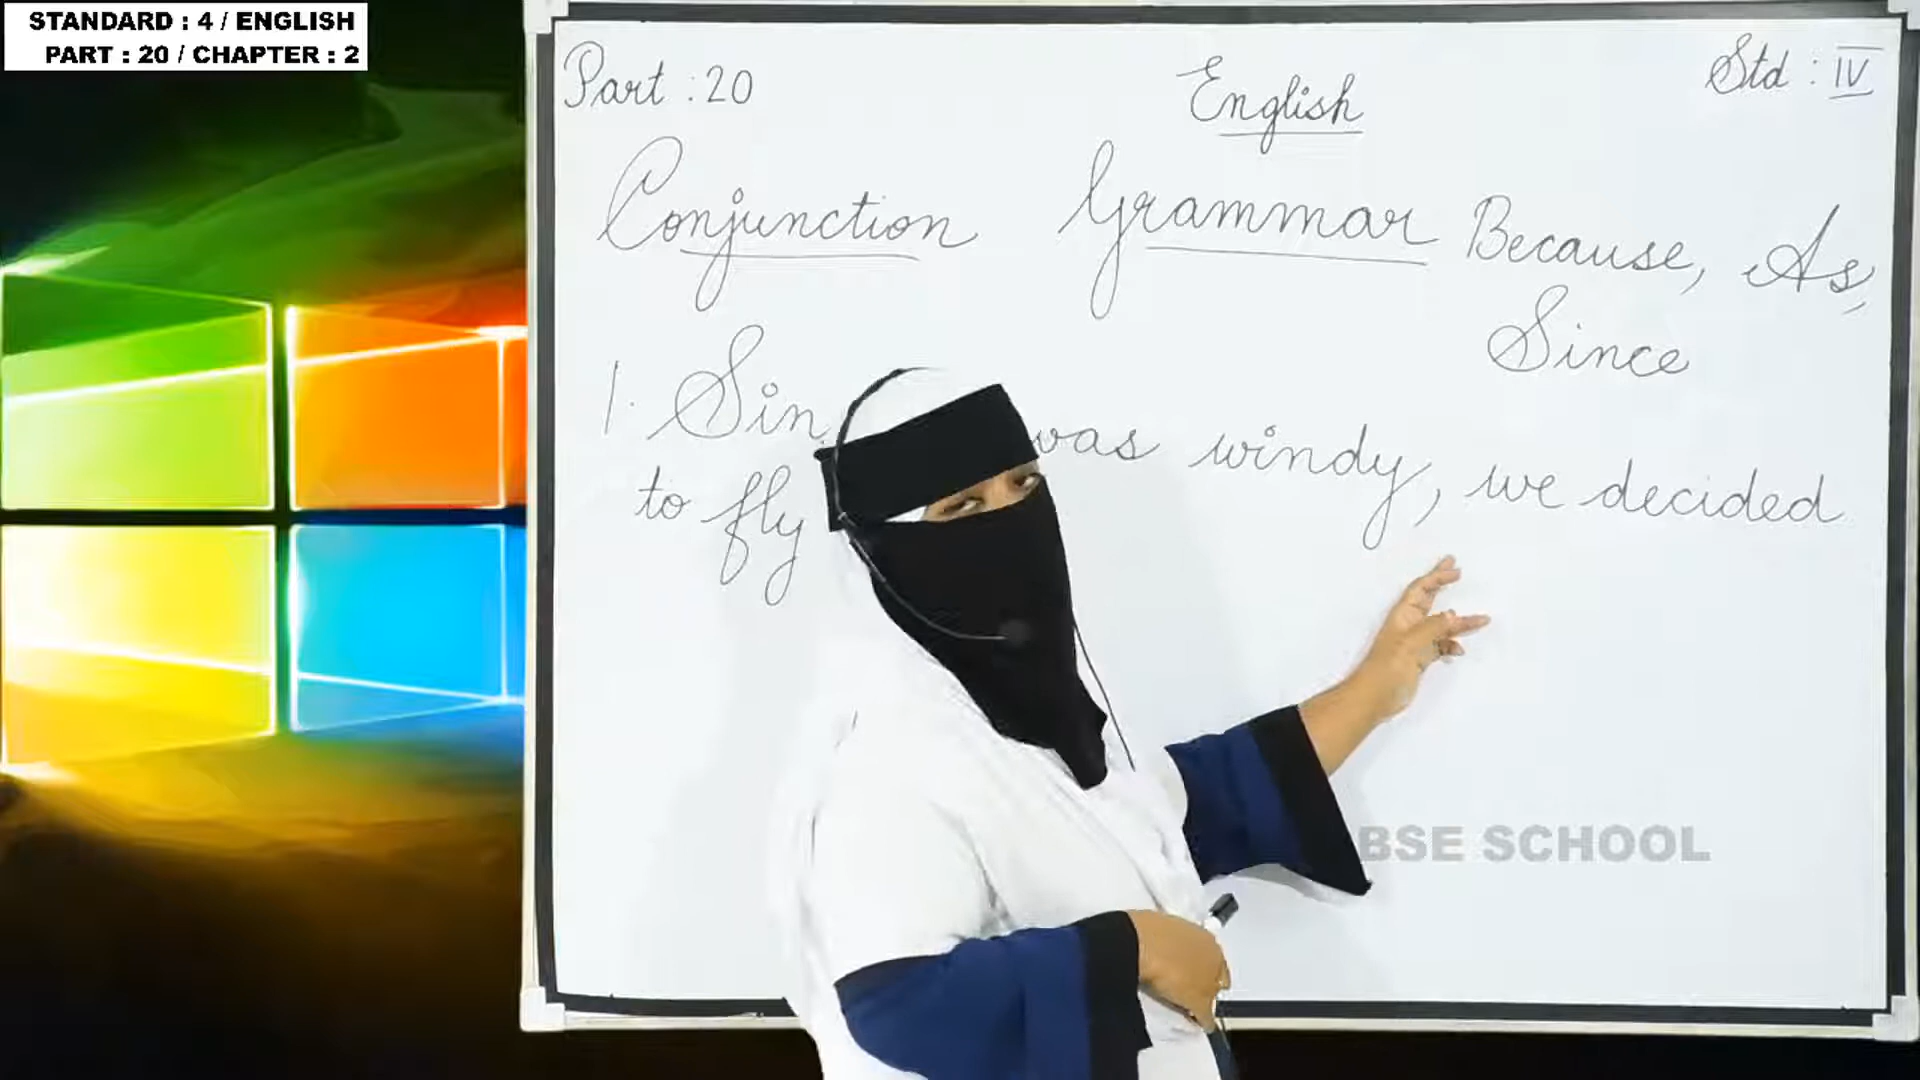 STANDARD : 4 / ENGLISH
PART : 20 / CHAPTER : 2
Part : 20
English
Std : IV
Conjunction
Grammar
Because, As,
Since
1. Sin was windy, we decided
to fly
BSE SCHOOL